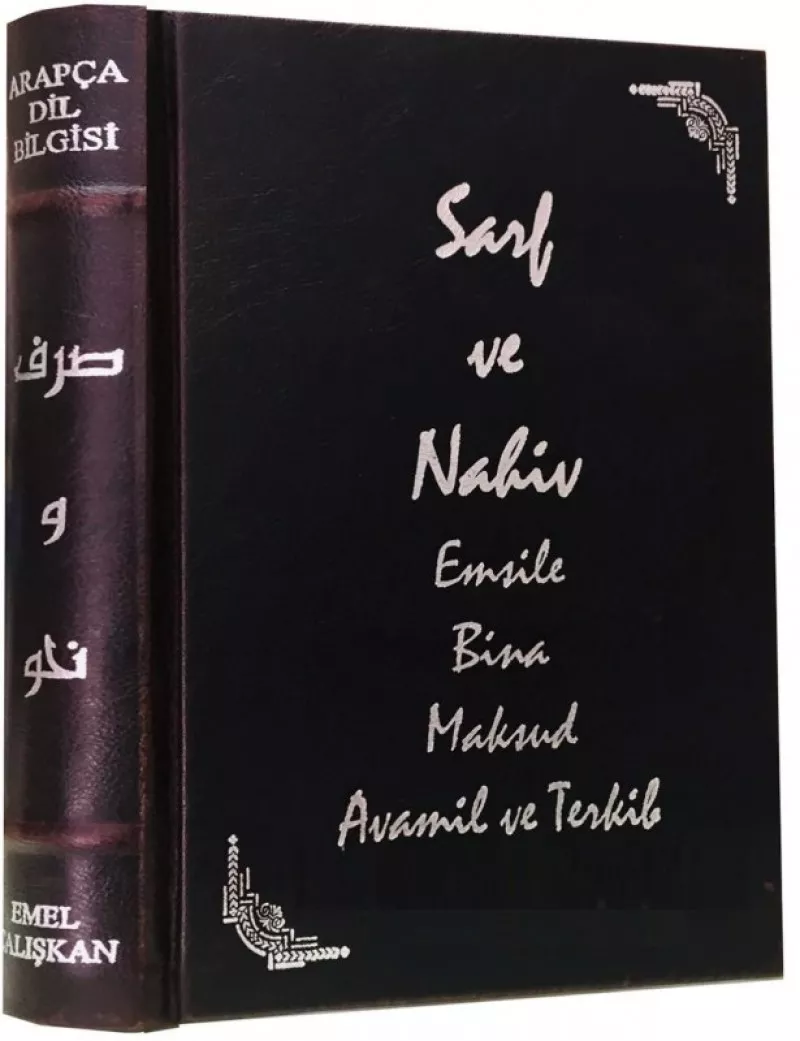 ARAPÇA
DİL
BİLGİSİ
صرف
و
نحو
EMEL
ÇALIŞKAN
Sarf
ve
Nahiv
Emsile
Bina
Maksud
Avamil ve Terkib